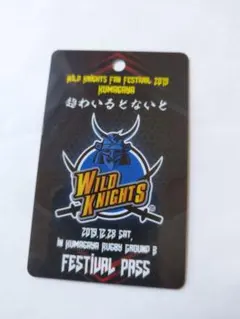 WILD KNIGHTS FAN FESTIVAL 2019
KUMAGAYA
超わいるどないと
WILD
KNIGHTS
®
2019.12.28 SAT.
IN KUMAGAYA RUGBY GROUND B
FESTIVAL PASS